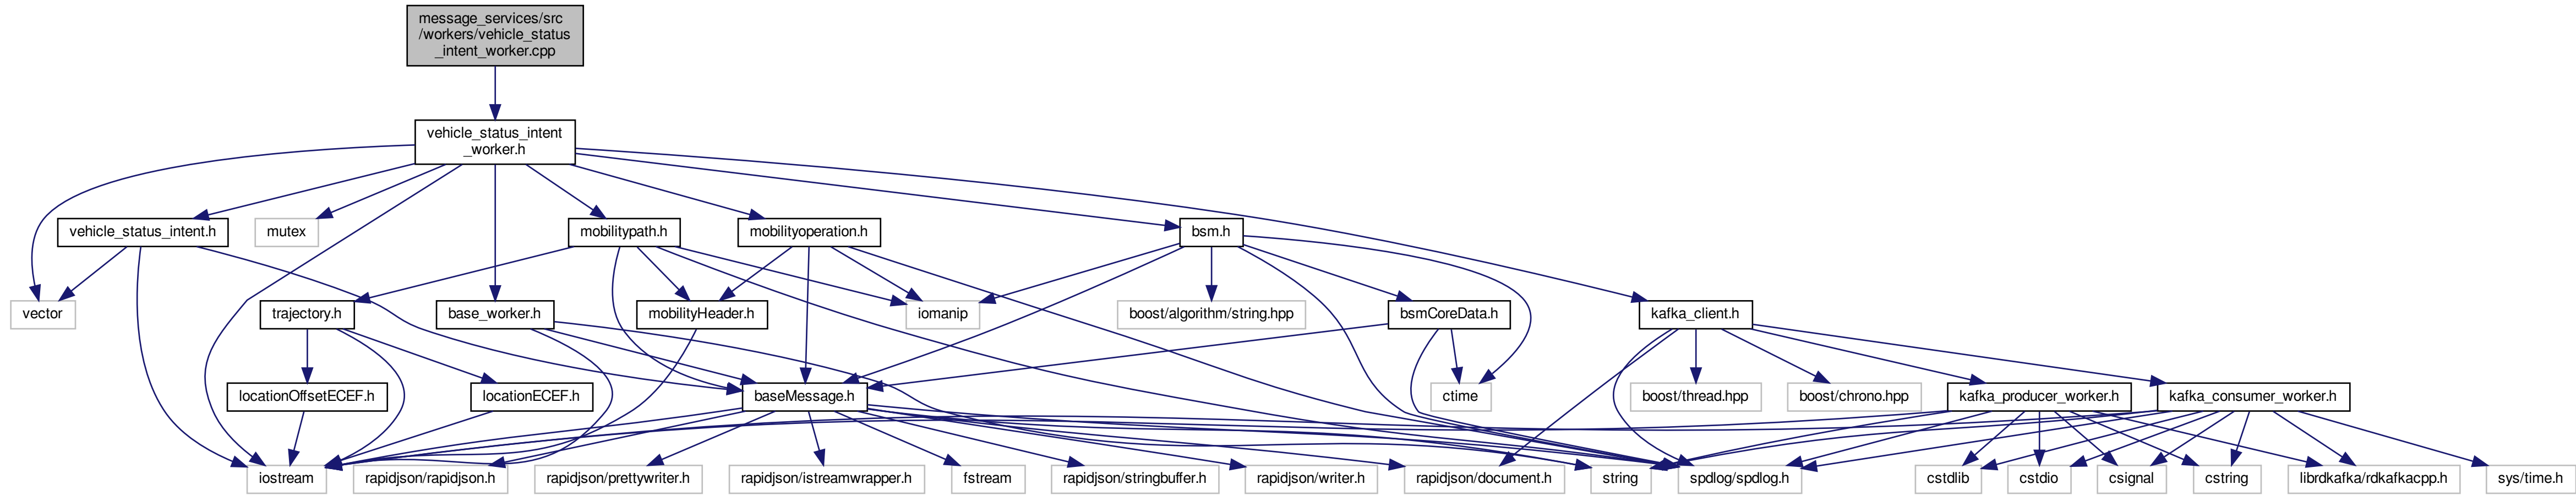 message_services/src
/workers/vehicle_status
_intent_worker.cpp
vehicle_status_intent
_worker.h
vehicle_status_intent.h
mutex
mobilitypath.h
mobilityoperation.h
bsm.h
vector
trajectory.h
base_worker.h
mobilityHeader.h
iomanip
boost/algorithm/string.hpp
bsmCoreData.h
kafka_client.h
locationOffsetECEF.h
locationECEF.h
baseMessage.h
ctime
boost/thread.hpp
boost/chrono.hpp
kafka_producer_worker.h
kafka_consumer_worker.h
iostream
rapidjson/rapidjson.h
rapidjson/prettywriter.h
rapidjson/istreamwrapper.h
fstream
rapidjson/stringbuffer.h
rapidjson/writer.h
rapidjson/document.h
string
spdlog/spdlog.h
cstdlib
cstdio
csignal
cstring
librdkafka/rdkafkacpp.h
sys/time.h